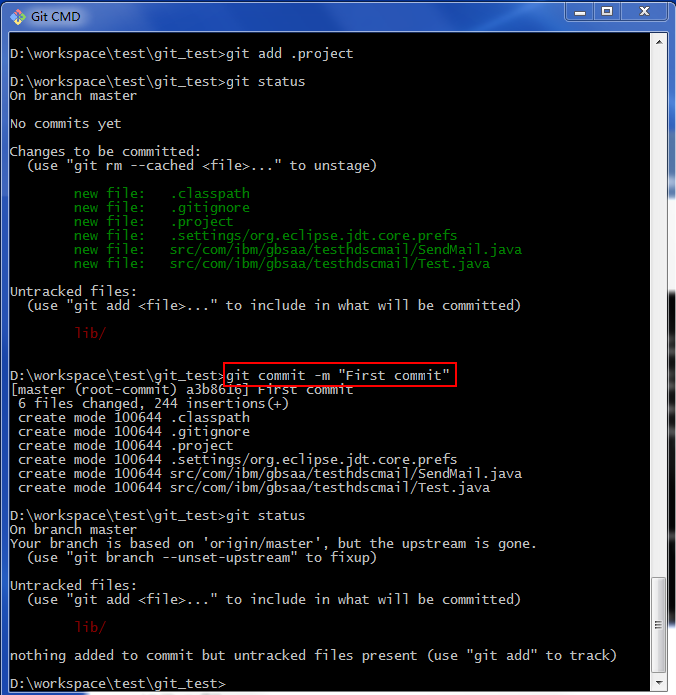 Git CMD
D:\workspace\test\git_test>git add .project
D:\workspace\test\git_test>git status
On branch master
No commits yet
Changes to be committed:
(use "git rm --cached <file>..." to unstage)
new file:   .classpath
new file:   .gitignore
new file:   .project
new file:   .settings/org.eclipse.jdt.core.prefs
new file:   src/com/ibm/gbsaa/testhdscmail/SendMail.java
new file:   src/com/ibm/gbsaa/testhdscmail/Test.java
Untracked files:
(use "git add <file>..." to include in what will be committed)
lib/
D:\workspace\test\git_test>git commit -m "First commit"
[master (root-commit) a3b8616] First commit
6 files changed, 244 insertions(+)
create mode 100644 .classpath
create mode 100644 .gitignore
create mode 100644 .project
create mode 100644 .settings/org.eclipse.jdt.core.prefs
create mode 100644 src/com/ibm/gbsaa/testhdscmail/SendMail.java
create mode 100644 src/com/ibm/gbsaa/testhdscmail/Test.java
D:\workspace\test\git_test>git status
On branch master
Your branch is based on 'origin/master', but the upstream is gone.
(use "git branch --unset-upstream" to fixup)
Untracked files:
(use "git add <file>..." to include in what will be committed)
lib/
nothing added to commit but untracked files present (use "git add" to track)
D:\workspace\test\git_test>